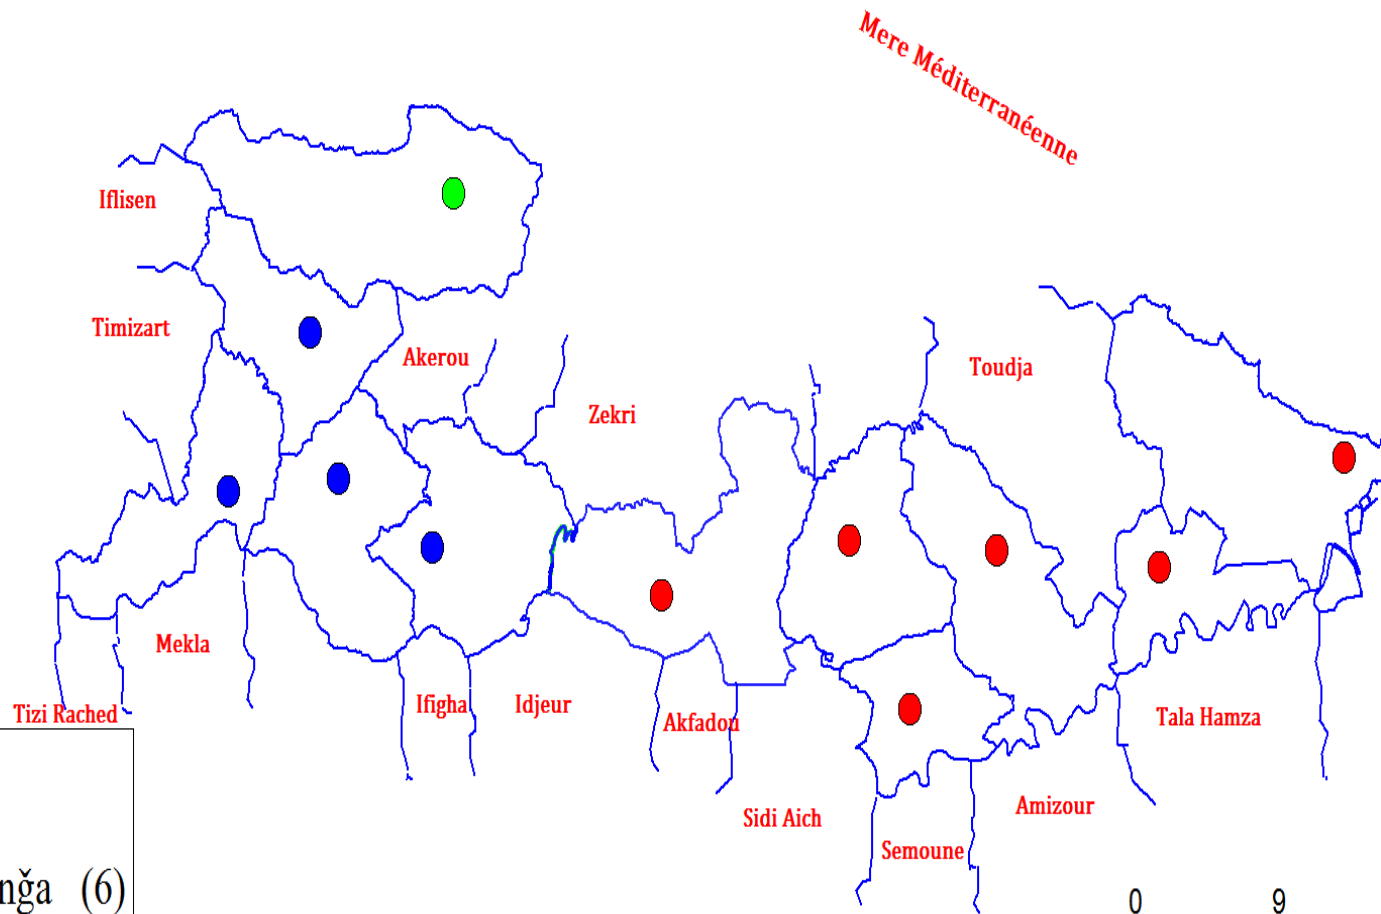 Mere Méditerranéenne
Iflisen
Timizart
Akerou
Toudja
Zekri
Mekla
Ifigha
Idjeur
Tizi Rached
Akfadou
Tala Hamza
Sidi Aich
Amizour
Semoune
nǧa (6)
0 9